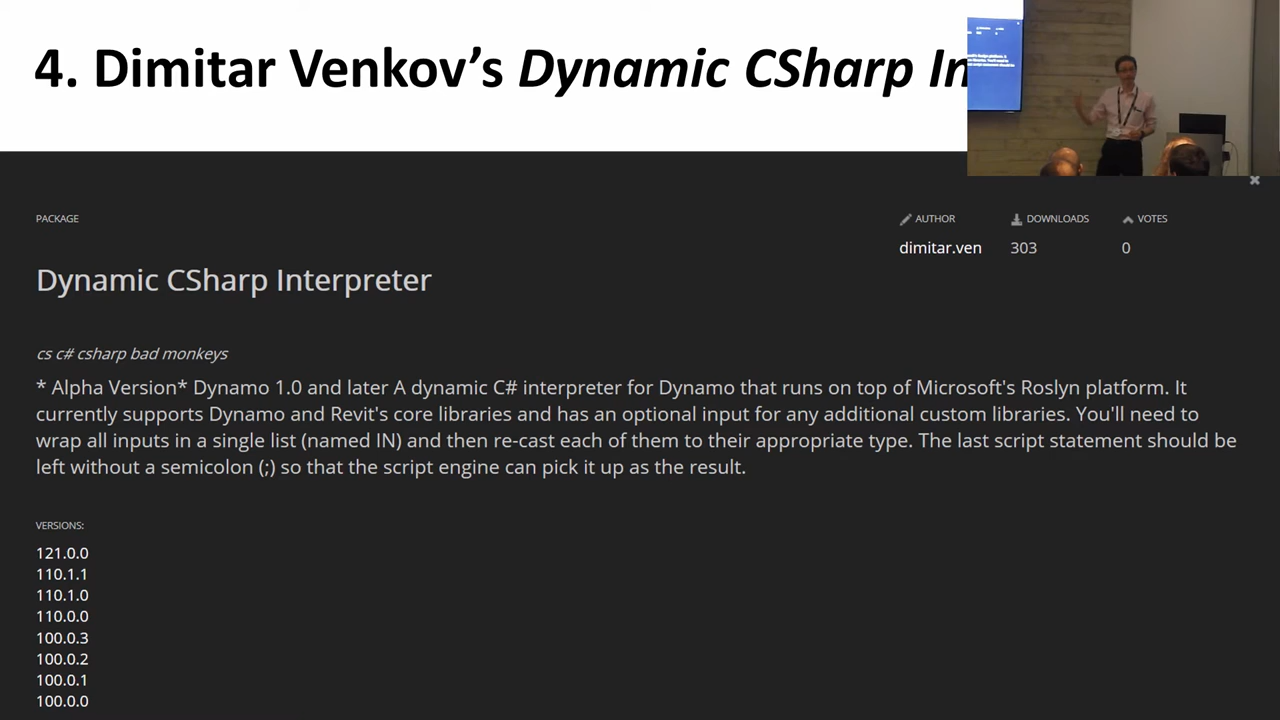 4. Dimitar Venkov’s Dynamic CSharp In
PACKAGE
AUTHOR
DOWNLOADS
VOTES
dimitar.ven
303
0
Dynamic CSharp Interpreter
cs c# csharp bad monkeys
* Alpha Version* Dynamo 1.0 and later A dynamic C# interpreter for Dynamo that runs on top of Microsoft's Roslyn platform. It
currently supports Dynamo and Revit's core libraries and has an optional input for any additional custom libraries. You'll need to
wrap all inputs in a single list (named IN) and then re-cast each of them to their appropriate type. The last script statement should be
left without a semicolon (;) so that the script engine can pick it up as the result.
VERSIONS:
121.0.0
110.1.1
110.1.0
110.0.0
100.0.3
100.0.2
100.0.1
100.0.0